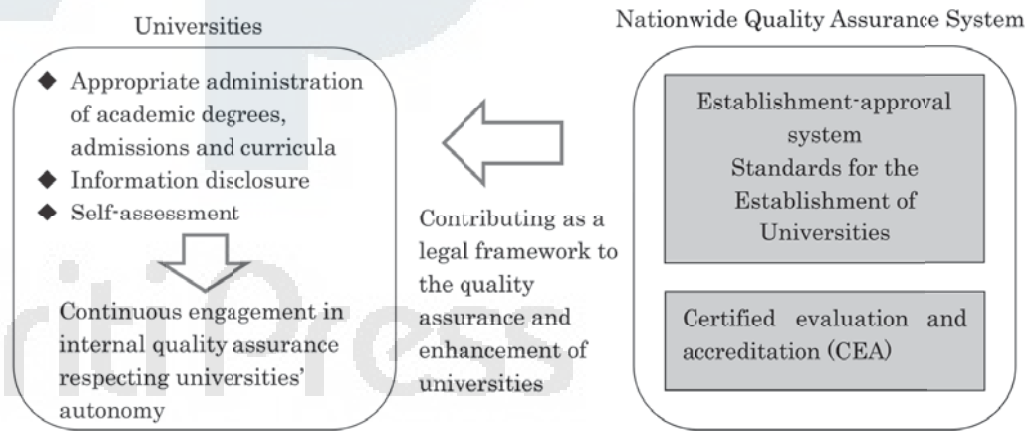 Universities
◆ Appropriate administration
of academic degrees,
admissions and curricula
◆ Information disclosure
◆ Self-assessment
Continuous engagement in
internal quality assurance
respecting universities'
autonomy
Contributing as a
legal framework to
the quality
assurance and
enhancement of
universities
Nationwide Quality Assurance System
Establishment-approval
system
Standards for the
Establishment of
Universities
Certified evaluation and
accreditation (CEA)
riti Press